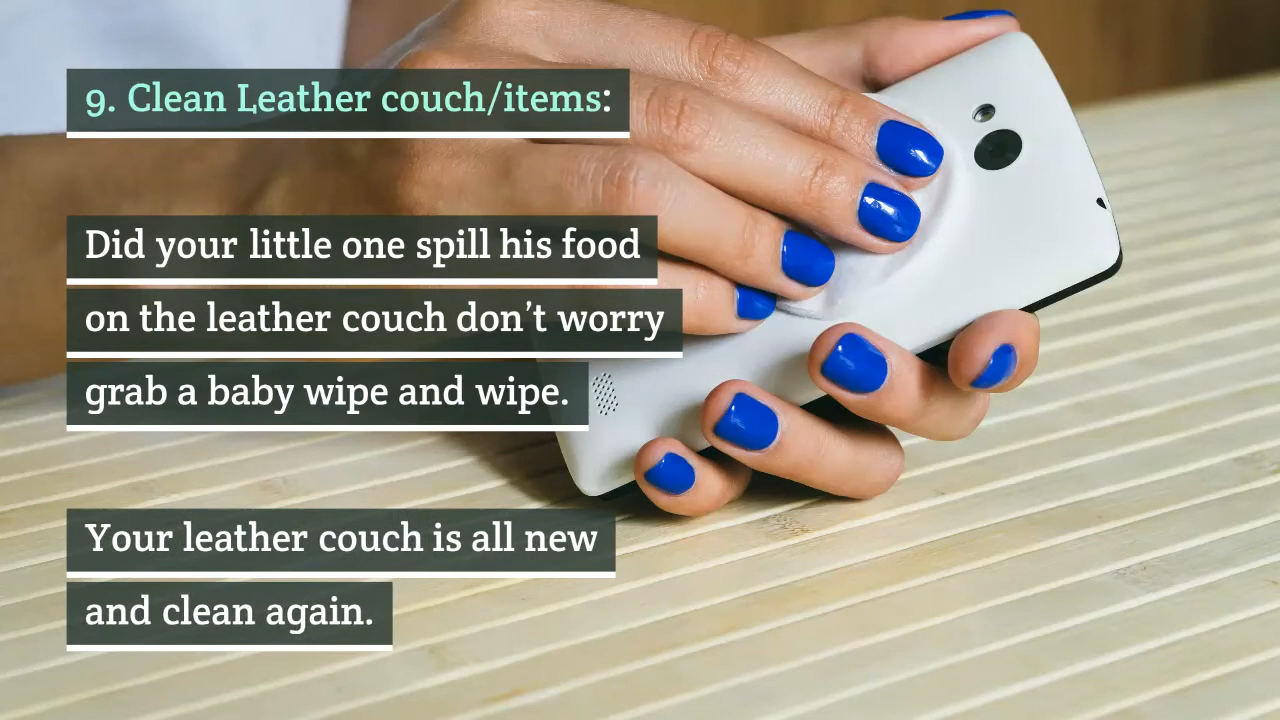 9. Clean Leather couch/items:
Did your little one spill his food
on the leather couch don’t worry
grab a baby wipe and wipe.
Your leather couch is all new
and clean again.